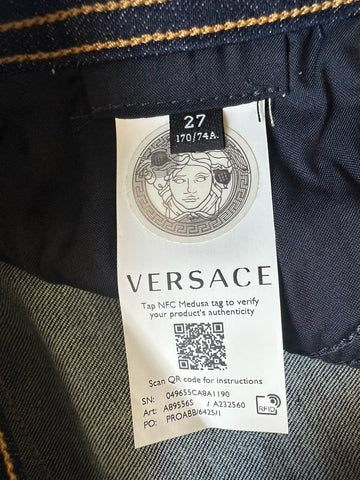 27
170/74A
VERSACE
Tap NFC Medusa tag to verify
your product's authenticity
Scan QR code for instructions
SN: 049655CABA1190
Art: A89556S / A232560
PO: PROABB/6425/1
RFID